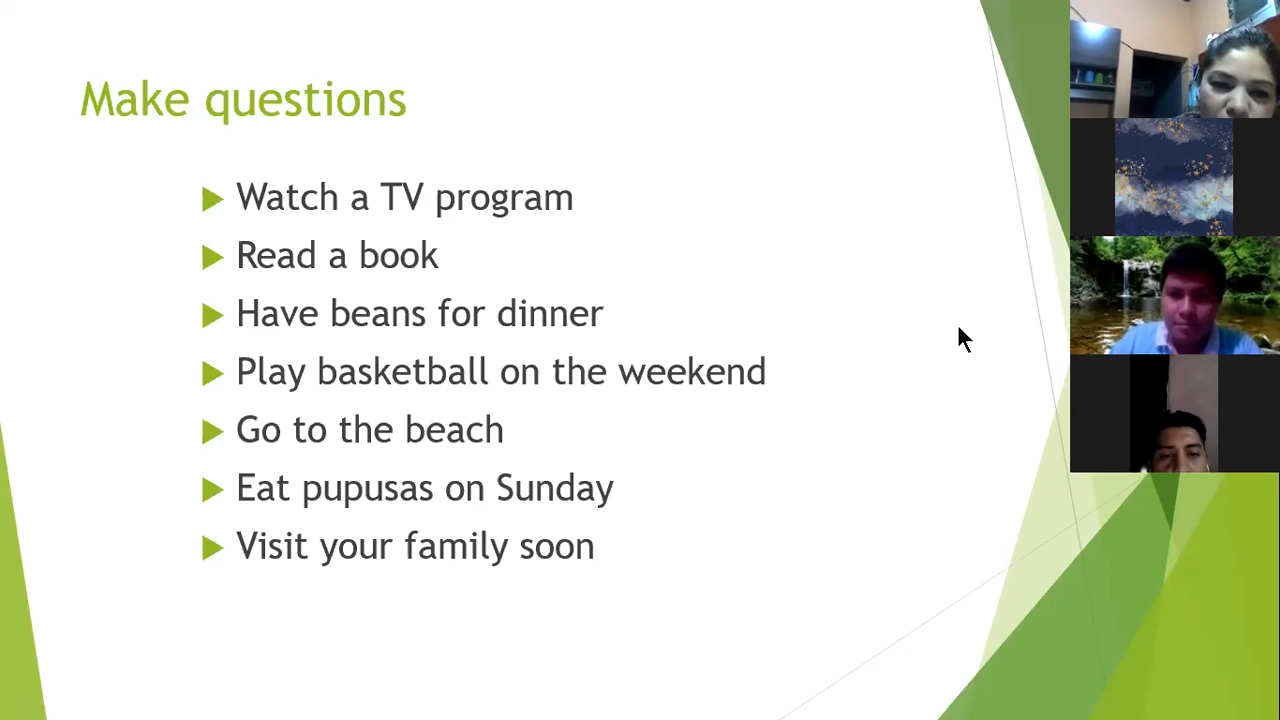 Make questions
Watch a TV program
Read a book
Have beans for dinner
Play basketball on the weekend
Go to the beach
Eat pupusas on Sunday
Visit your family soon